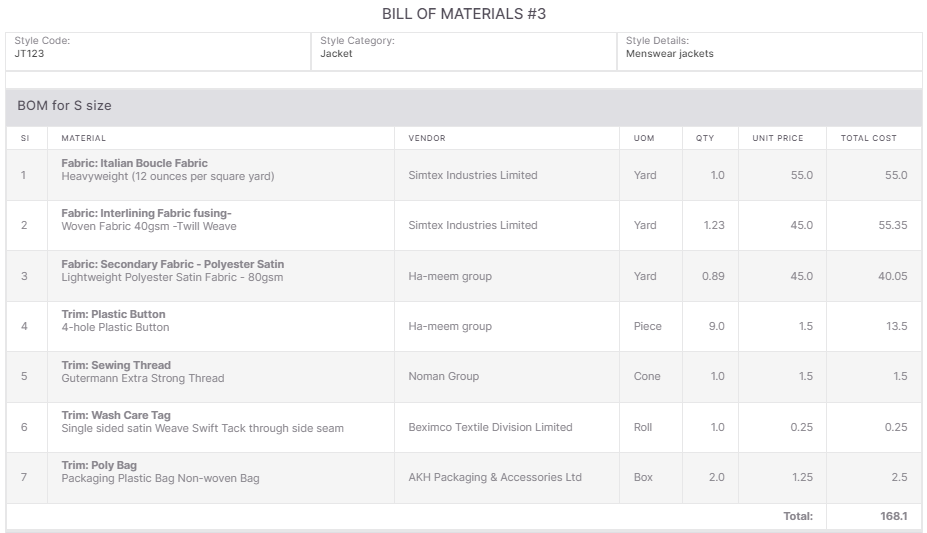 BILL OF MATERIALS #3
Style Code: Style Category: Style Details:
JT123 Jacket Menswear jackets
BOM for S size
SI MATERIAL VENDOR UOM QTY UNIT PRICE TOTAL COST
Fabric: Italian Boucle Fabric
1 Heavyweight (12 ounces per square yard) Simtex Industries Limited Yard 1.0 55.0 55.0
Fabric: Interlining Fabric fusing-
2 Woven Fabric 40gsm -Twill Weave Simtex Industries Limited Yard 1.23 45.0 55.35
Fabric: Secondary Fabric - Polyester Satin
3 Lightweight Polyester Satin Fabric - 80gsm Ha-meem group Yard 0.89 45.0 40.05
Trim: Plastic Button
4 4-hole Plastic Button Ha-meem group Piece 9.0 1.5 13.5
Trim: Sewing Thread
5 Gutermann Extra Strong Thread Noman Group Cone 1.0 1.5 1.5
Trim: Wash Care Tag
6 Single sided satin Weave Swift Tack through side seam Beximco Textile Division Limited Roll 1.0 0.25 0.25
Trim: Poly Bag
7 Packaging Plastic Bag Non-woven Bag AKH Packaging & Accessories Ltd Box 2.0 1.25 2.5
Total: 168.1